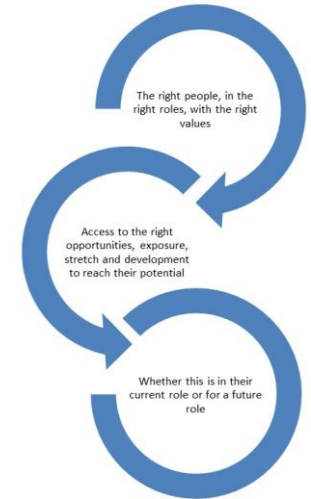 The right people, in the
right roles, with the right
values
Access to the right
opportunities, exposure,
stretch and development
to reach their potential
Whether this is in their
current role or for a future
role